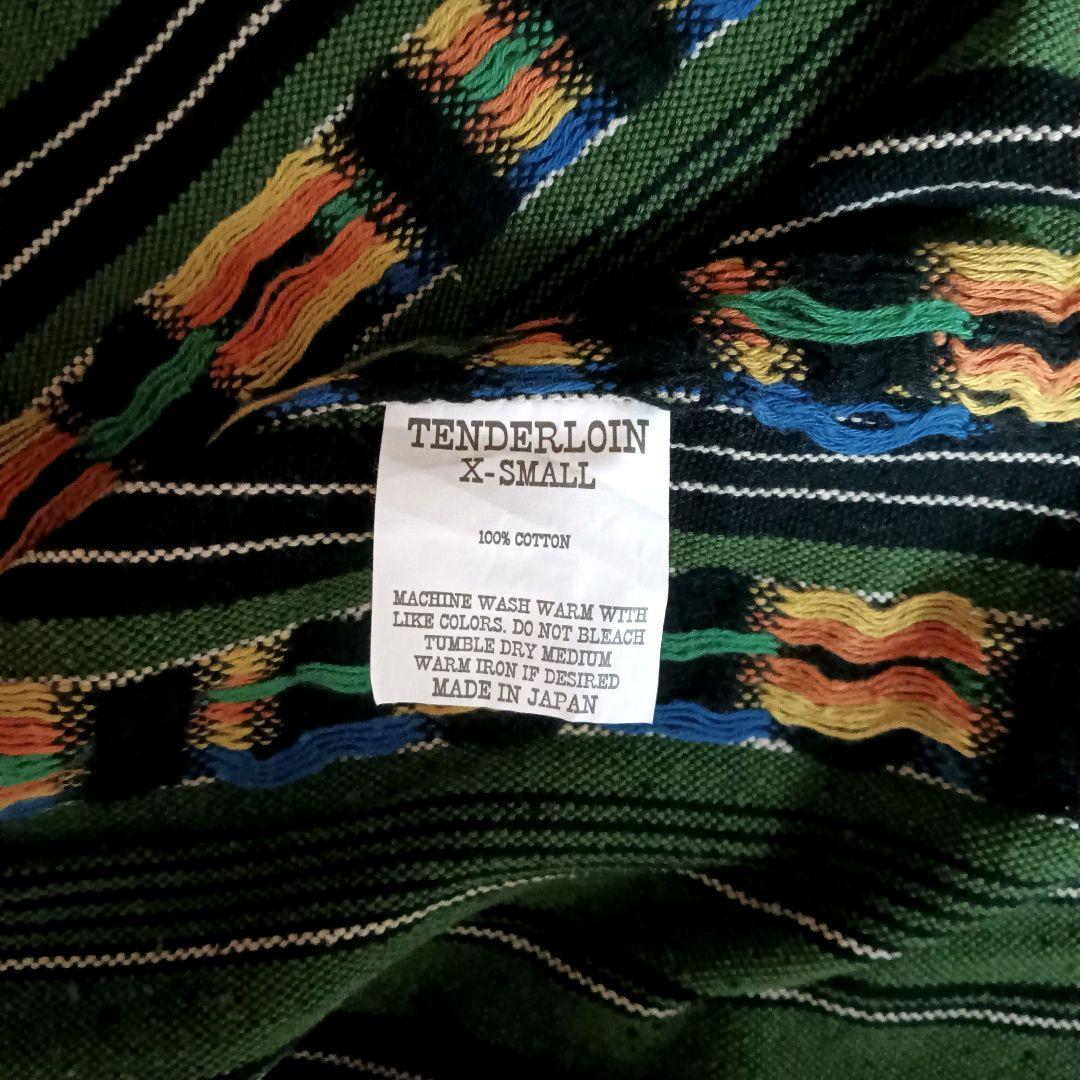 TENDERLOIN
X-SMALL
100% COTTON
MACHINE WASH WARM WITH
LIKE COLORS. DO NOT BLEACH
TUMBLE DRY MEDIUM
WARM IRON IF DESIRED
MADE IN JAPAN